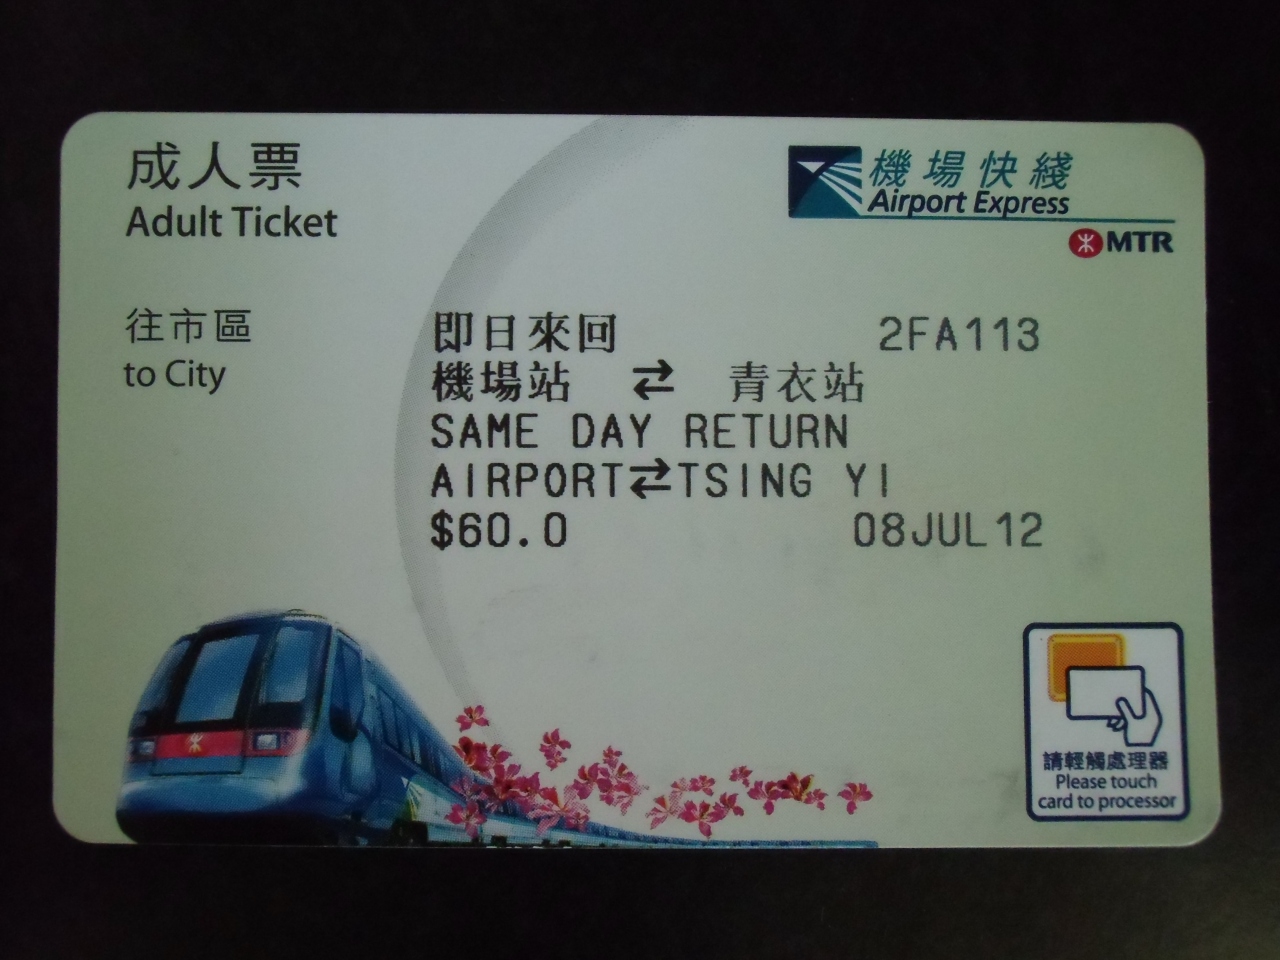 成人票
Adult Ticket
機場快綫
Airport Express
MTR
往市區
to City
即日來回 2FA113
機場站 ⇄ 青衣站
SAME DAY RETURN
AIRPORT⇄TSING YI
$60.0 08JUL12
請輕觸處理器
Please touch
card to processor